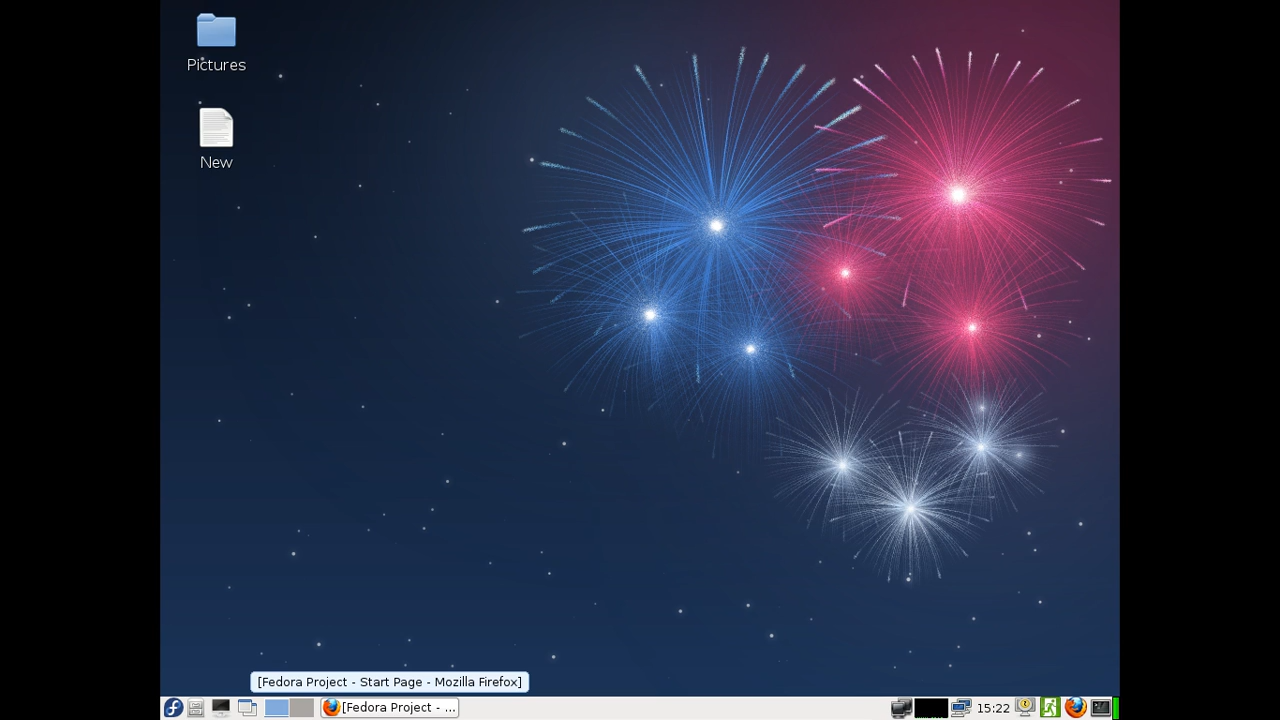 Pictures
New
[Fedora Project - Start Page - Mozilla Firefox]
[Fedora Project - ...
15:22